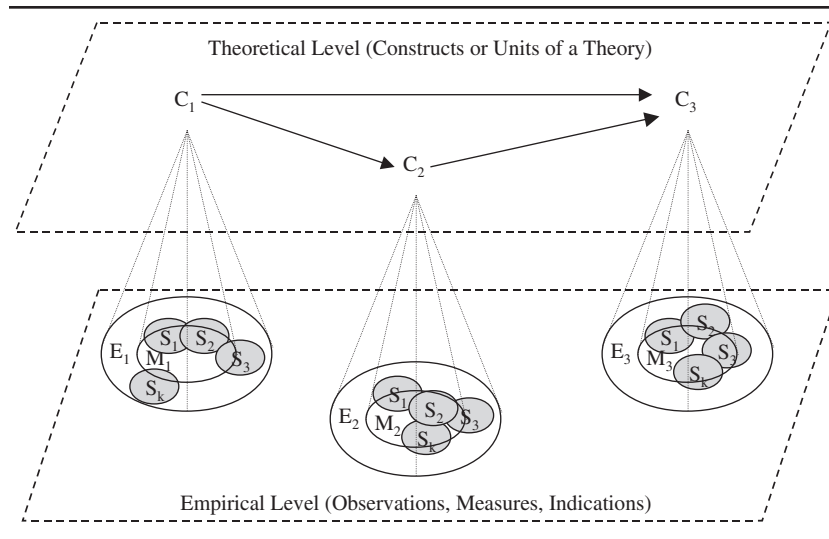 Theoretical Level (Constructs or Units of a Theory)
C₁ C₃
C₂
E₁ M₁ S₁ S₂ S₃ Sₖ
E₂ M₂ S₁ S₂ S₃ Sₖ
E₃ M₃ S₁ S₂ S₃ Sₖ
Empirical Level (Observations, Measures, Indications)